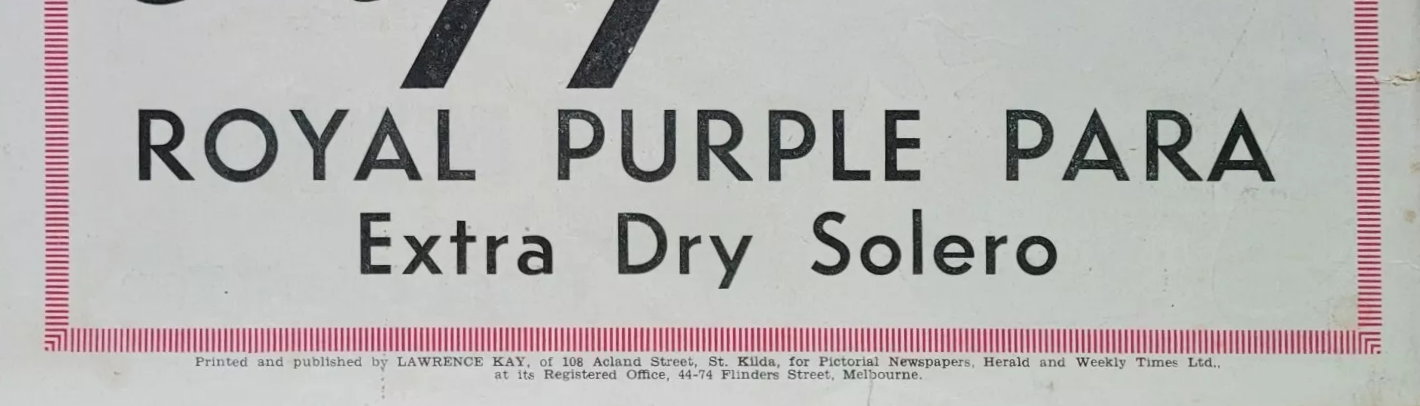 ROYAL PURPLE PARA
Extra Dry Solero
Printed and published by LAWRENCE KAY, of 108 Acland Street, St. Kilda, for Pictorial Newspapers, Herald and Weekly Times Ltd.,
at its Registered Office, 44-74 Flinders Street, Melbourne.